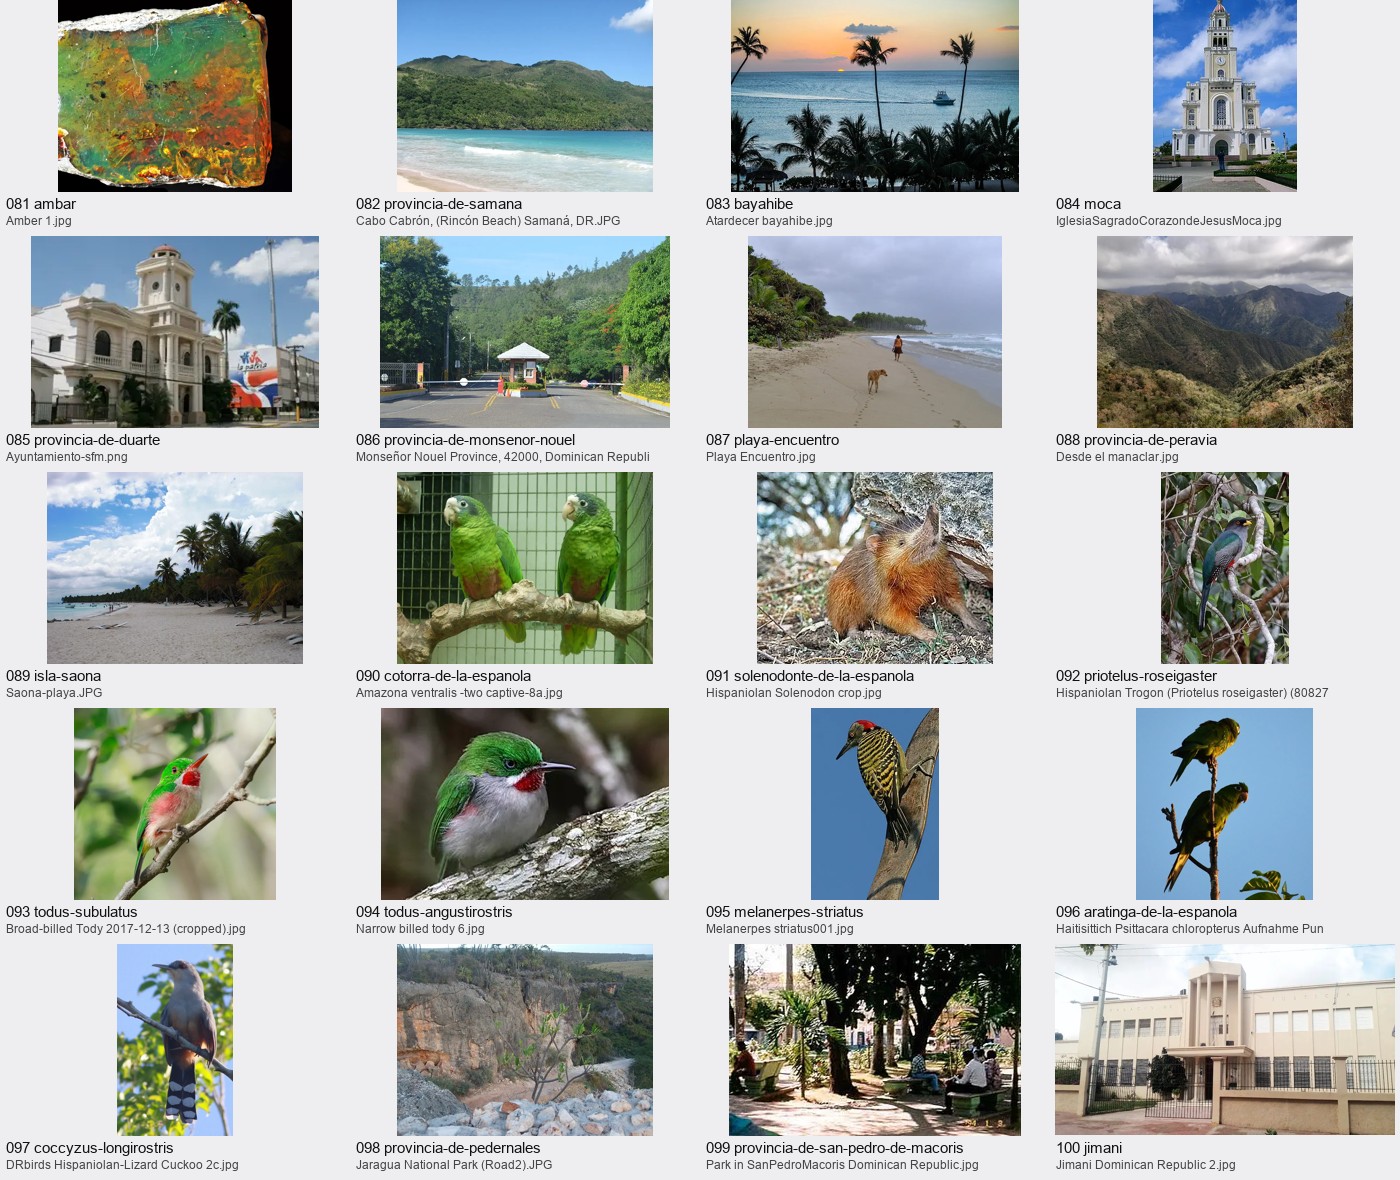 081 ambar
Amber 1.jpg
082 provincia-de-samana
Cabo Cabrón, (Rincón Beach) Samaná, DR.JPG
083 bayahibe
Atardecer bayahibe.jpg
084 moca
IglesiaSagradoCorazondeJesusMoca.jpg
viva
la patria
085 provincia-de-duarte
Ayuntamiento-sfm.png
086 provincia-de-monsenor-nouel
Monseñor Nouel Province, 42000, Dominican Republi
087 playa-encuentro
Playa Encuentro.jpg
088 provincia-de-peravia
Desde el manaclar.jpg
089 isla-saona
Saona-playa.JPG
090 cotorra-de-la-espanola
Amazona ventralis -two captive-8a.jpg
091 solenodonte-de-la-espanola
Hispaniolan Solenodon crop.jpg
092 priotelus-roseigaster
Hispaniolan Trogon (Priotelus roseigaster) (80827
093 todus-subulatus
Broad-billed Tody 2017-12-13 (cropped).jpg
094 todus-angustirostris
Narrow billed tody 6.jpg
095 melanerpes-striatus
Melanerpes striatus001.jpg
096 aratinga-de-la-espanola
Haitisittich Psittacara chloropterus Aufnahme Pun
097 coccyzus-longirostris
DRbirds Hispaniolan-Lizard Cuckoo 2c.jpg
098 provincia-de-pedernales
Jaragua National Park (Road2).JPG
099 provincia-de-san-pedro-de-macoris
Park in SanPedroMacoris Dominican Republic.jpg
100 jimani
Jimani Dominican Republic 2.jpg